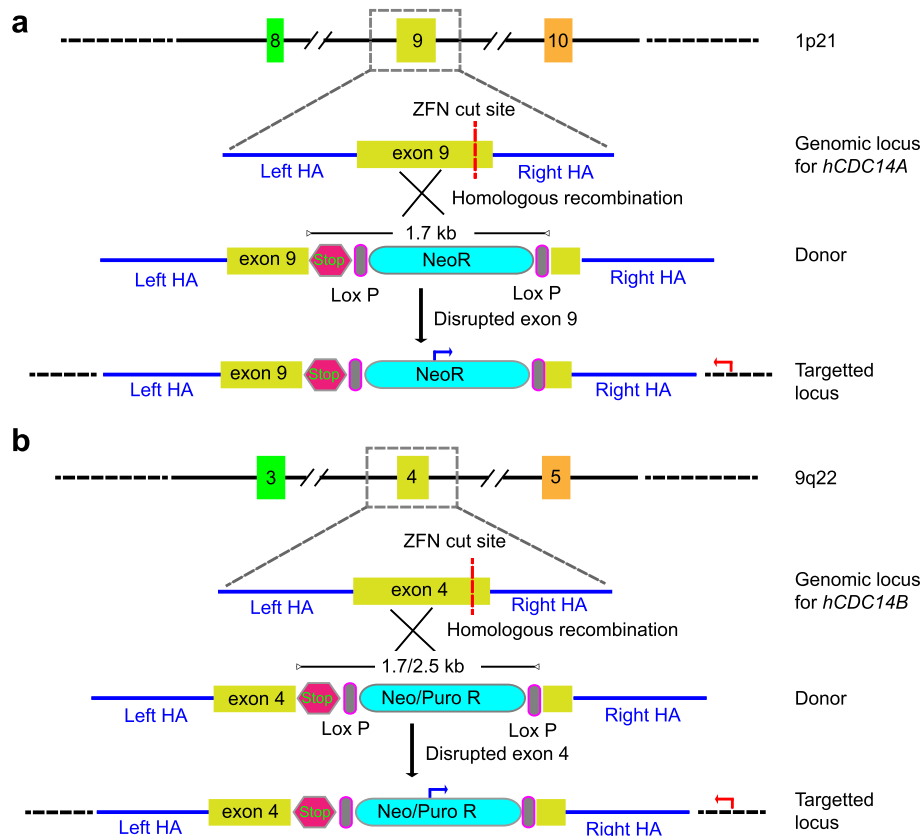 a
8
9
10
1p21
ZFN cut site
exon 9
Left HA
Right HA
Genomic locus
for hCDC14A
Homologous recombination
1.7 kb
exon 9
Stop
NeoR
Donor
Left HA
Right HA
Lox P
Lox P
Disrupted exon 9
exon 9
Stop
NeoR
Left HA
Right HA
Targetted
locus
b
3
4
5
9q22
ZFN cut site
exon 4
Left HA
Right HA
Genomic locus
for hCDC14B
Homologous recombination
1.7/2.5 kb
exon 4
Stop
Neo/Puro R
Donor
Left HA
Right HA
Lox P
Lox P
Disrupted exon 4
exon 4
Stop
Neo/Puro R
Left HA
Right HA
Targetted
locus